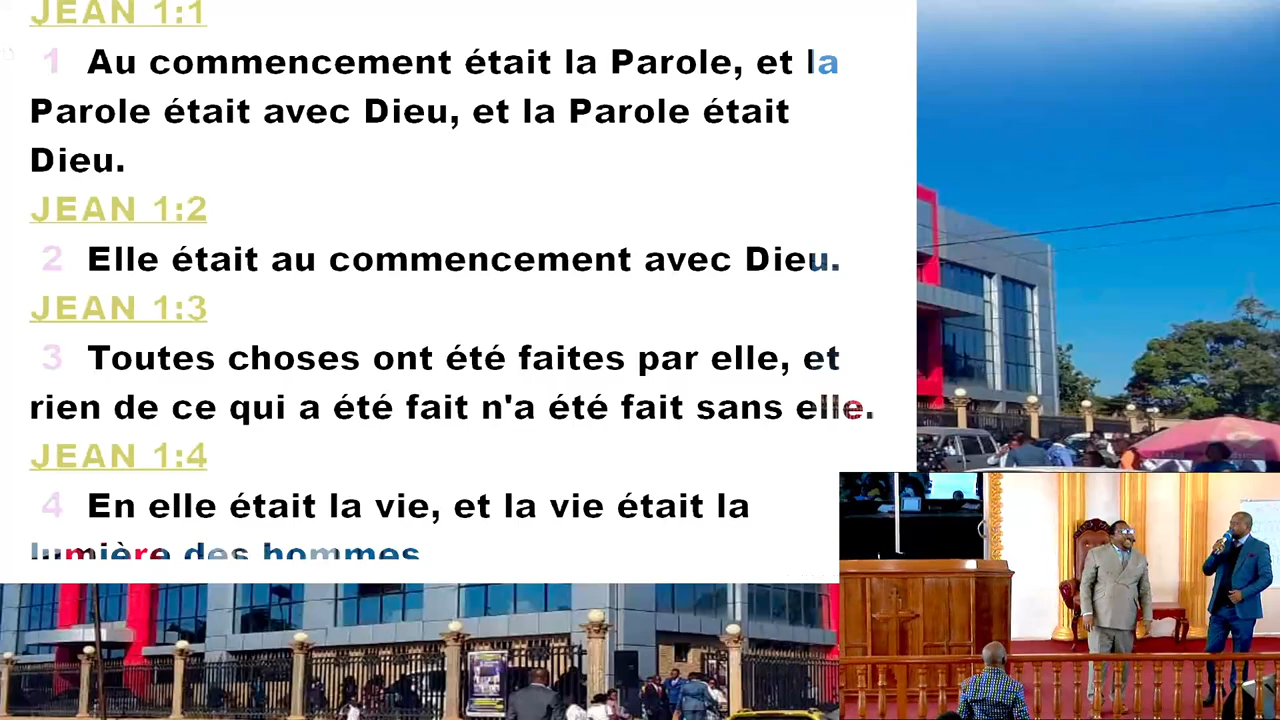 JEAN 1:1
1 Au commencement était la Parole, et la
Parole était avec Dieu, et la Parole était
Dieu.
JEAN 1:2
2 Elle était au commencement avec Dieu.
JEAN 1:3
3 Toutes choses ont été faites par elle, et
rien de ce qui a été fait n'a été fait sans elle.
JEAN 1:4
4 En elle était la vie, et la vie était la
lumière des hommes